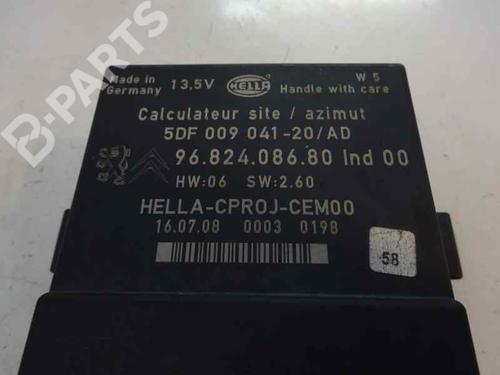 B-PARTS
Made in
Germany
13.5V
HELLA
W 5
Handle with care
Calculateur site / azimut
5DF 009 041-20/AD
96.824.086.80 Ind 00
HW:06 SW:2.60
HELLA-CPROJ-CEM00
16.07.08 0003 0198
58